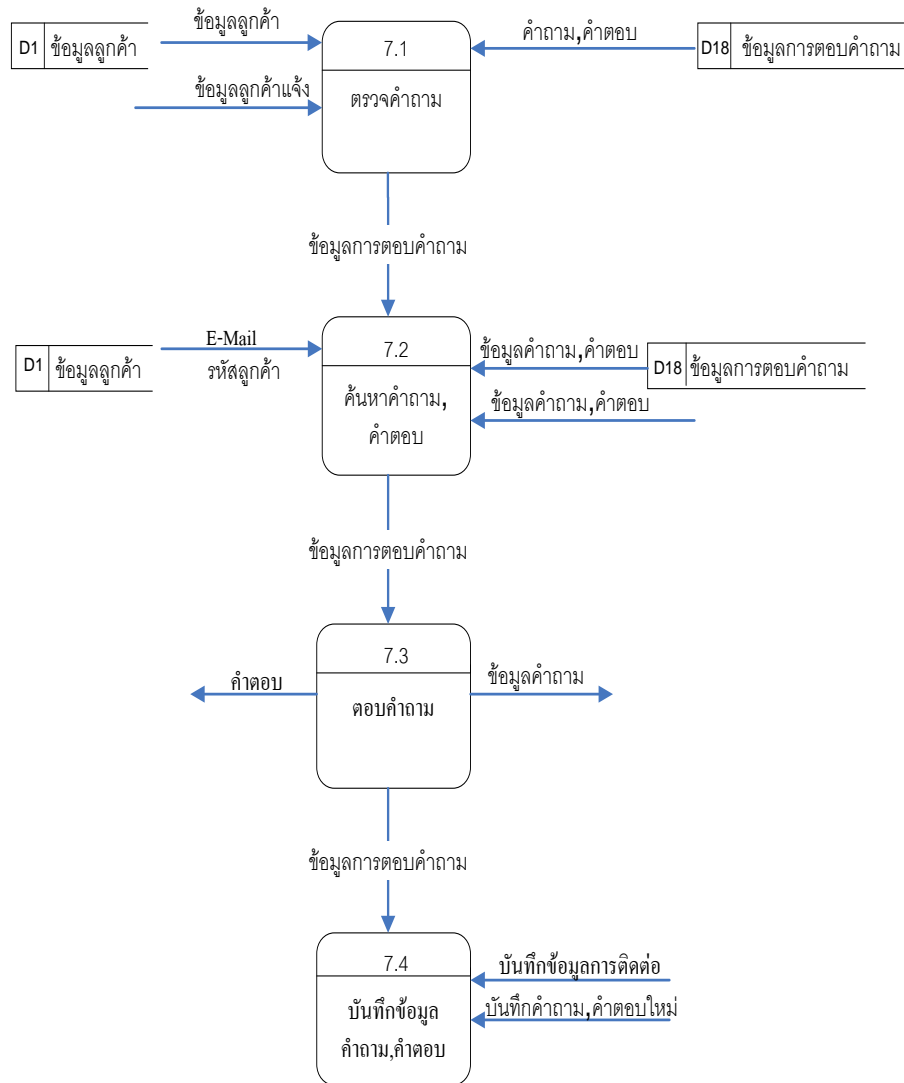 D1 ข้อมูลลูกค้า
ข้อมูลลูกค้า
ข้อมูลลูกค้าแจ้ง
7.1
ตรวจคำถาม
คำถาม,คำตอบ
D18 ข้อมูลการตอบคำถาม
ข้อมูลการตอบคำถาม
D1 ข้อมูลลูกค้า
E-Mail
รหัสลูกค้า
7.2
ค้นหาคำถาม,
คำตอบ
ข้อมูลคำถาม,คำตอบ
D18 ข้อมูลการตอบคำถาม
ข้อมูลคำถาม,คำตอบ
ข้อมูลการตอบคำถาม
7.3
ตอบคำถาม
คำตอบ
ข้อมูลคำถาม
ข้อมูลการตอบคำถาม
7.4
บันทึกข้อมูล
คำถาม,คำตอบ
บันทึกข้อมูลการติดต่อ
บันทึกคำถาม,คำตอบใหม่